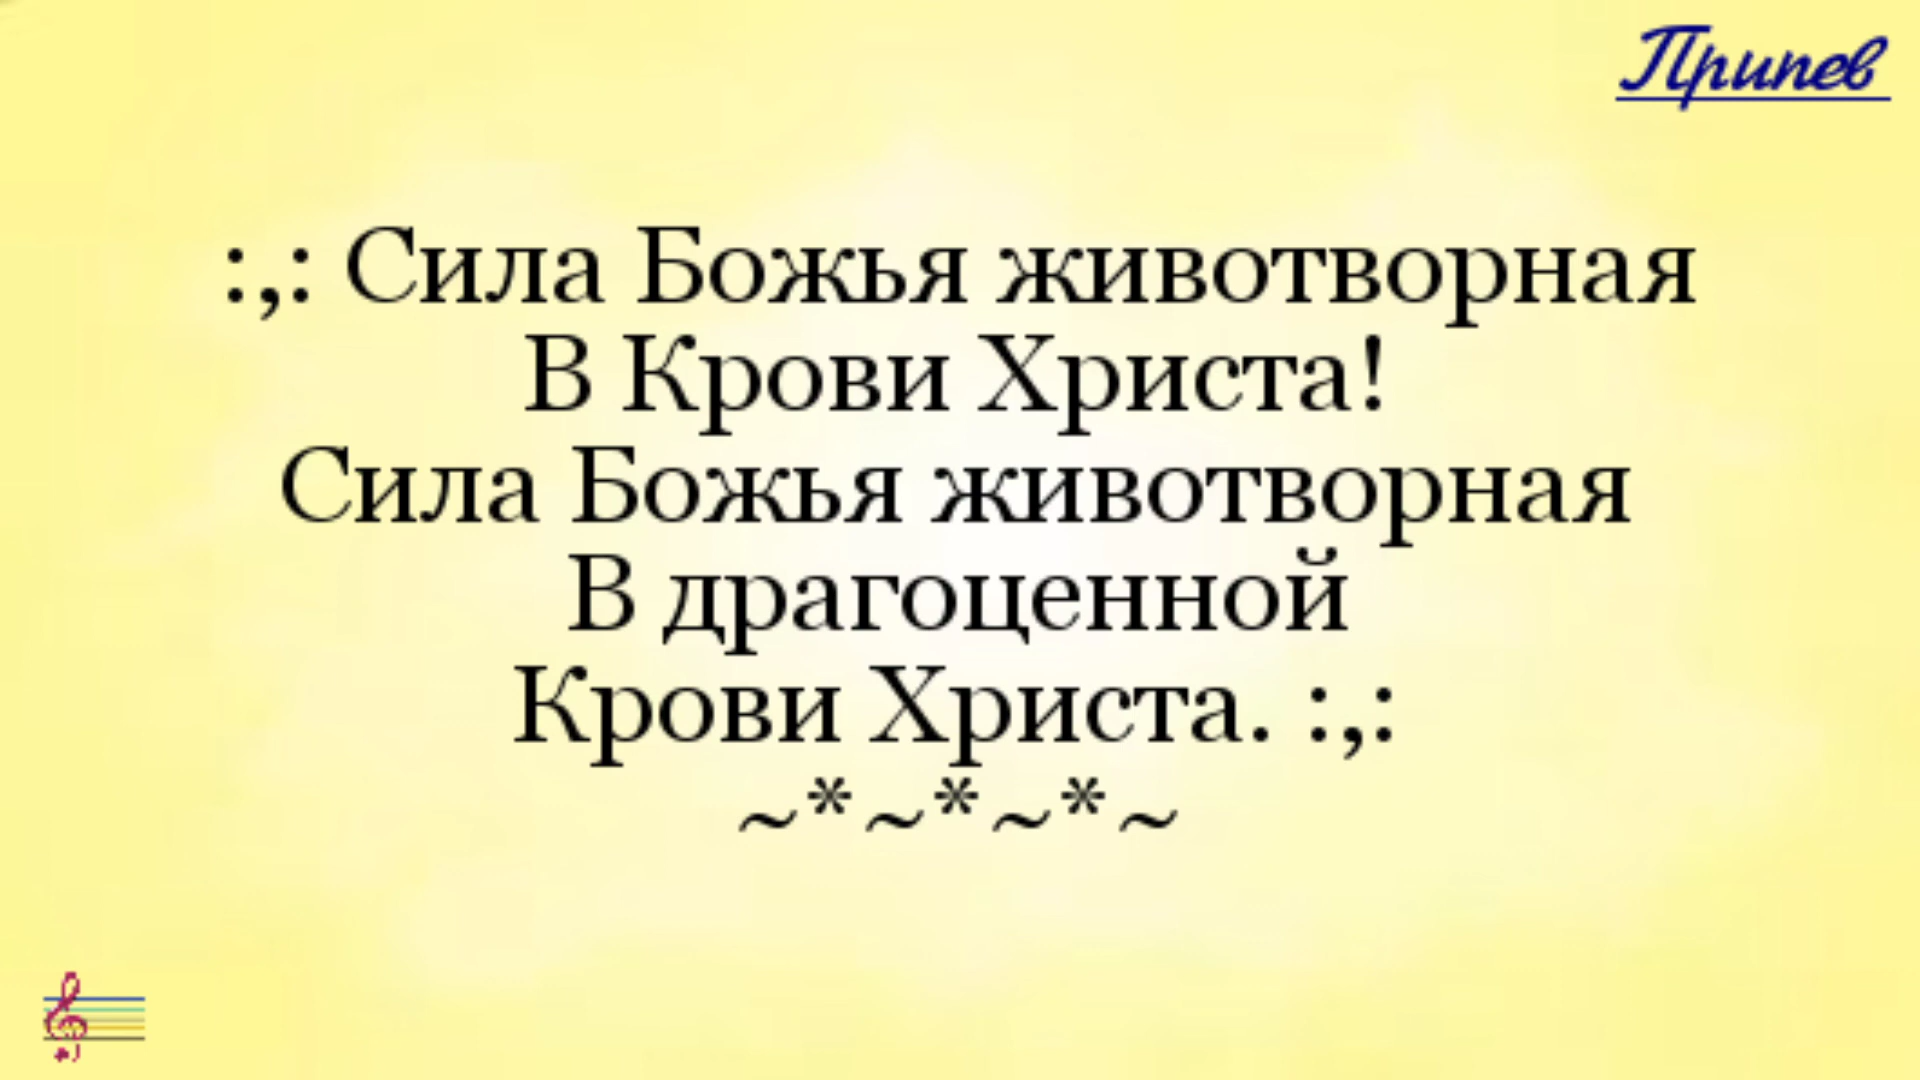 Припев
:,: Сила Божья животворная
В Крови Христа!
Сила Божья животворная
В драгоценной
Крови Христа. :,:
~*~*~*~